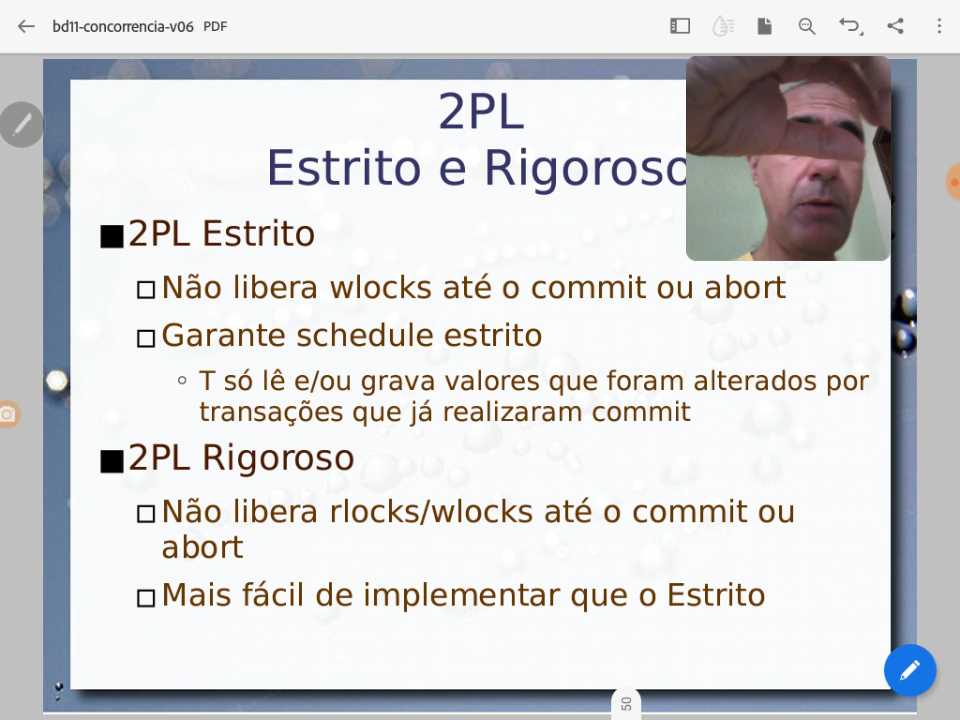 bd11-concorrencia-v06 PDF
2PL
Estrito e Rigoroso
2PL Estrito
Não libera wlocks até o commit ou abort
Garante schedule estrito
T só lê e/ou grava valores que foram alterados por
transações que já realizaram commit
2PL Rigoroso
Não libera rlocks/wlocks até o commit ou
abort
Mais fácil de implementar que o Estrito
50